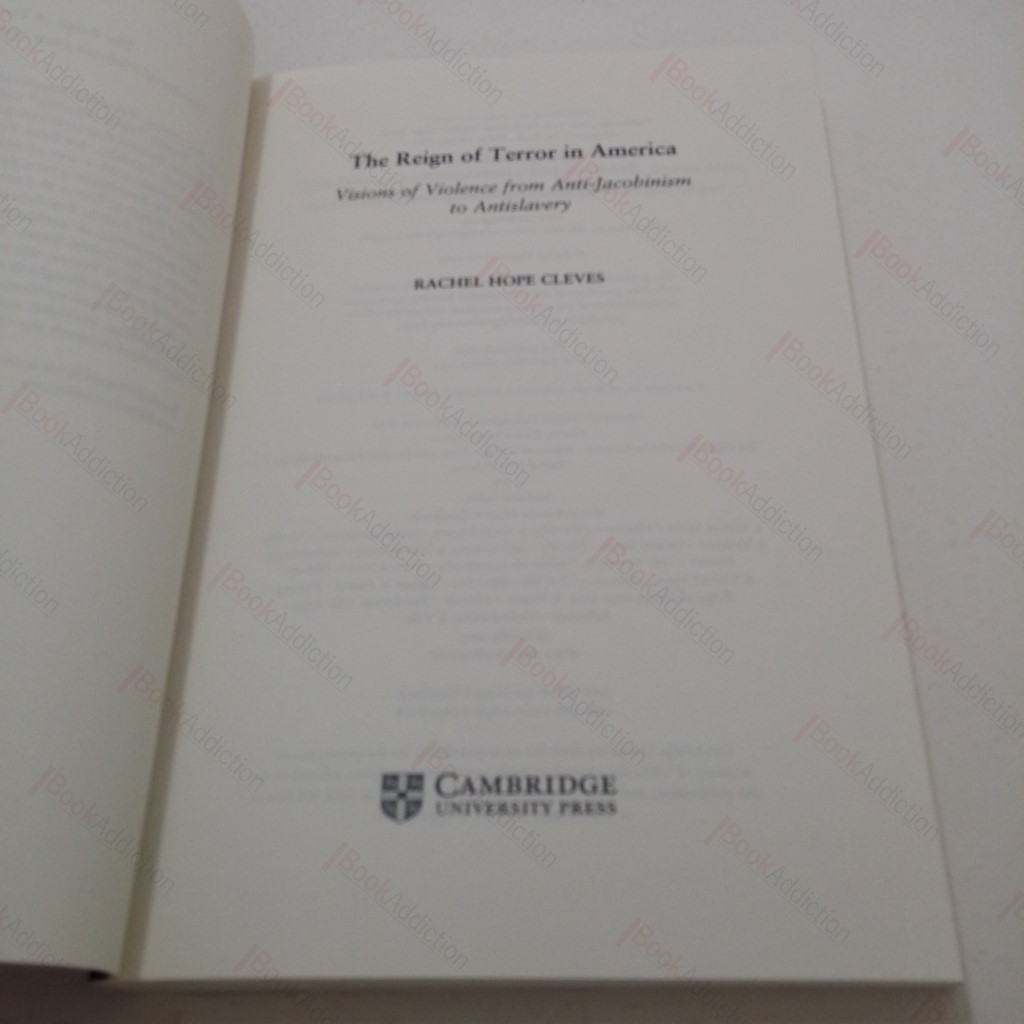 The Reign of Terror in America
Visions of Violence from Anti-Jacobinism
to Antislavery
RACHEL HOPE CLEVES
CAMBRIDGE
UNIVERSITY PRESS
BookAddiction